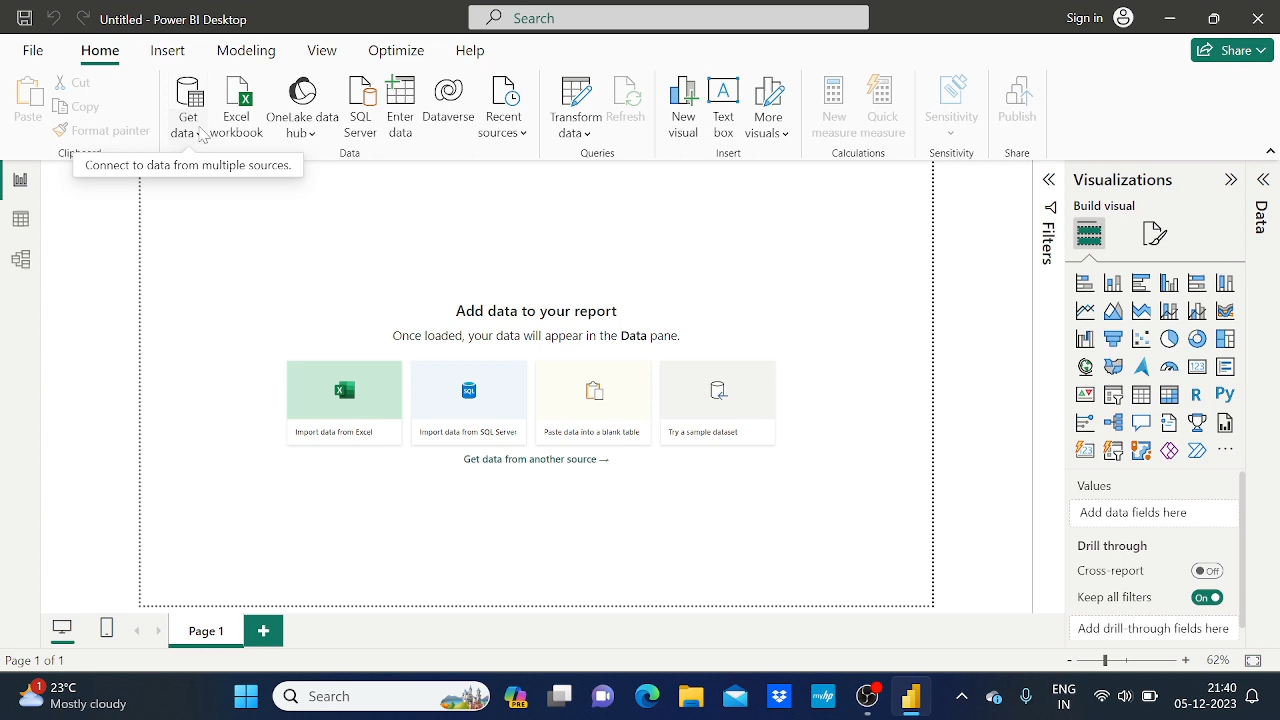 Untitled - Power BI Desktop
Search
Sign in
File
Home
Insert
Modeling
View
Optimize
Help
Share
Paste
Cut
Copy
Format painter
Clipboard
Get
data
Excel
workbook
OneLake data
hub
SQL
Server
Enter
data
Dataverse
Recent
sources
Data
Transform
data
Refresh
Queries
New
visual
Text
box
More
visuals
Insert
New
measure
Quick
measure
Calculations
Sensitivity
Sensitivity
Publish
Share
Connect to data from multiple sources.
Add data to your report
Once loaded, your data will appear in the Data pane.
Import data from Excel
SQL
Import data from SQL Server
Paste data into a blank table
Try a sample dataset
Get data from another source →
Filters
Visualizations
Build visual
123
R
Py
Values
Add data fields here
Drill through
Cross-report
Off
Keep all filters
On
Add drill-through fields here
Data
Page 1
Page 1 of 1
- + 62%
1
23°C
Mostly cloudy
Search
PRE
myhp
ENG
IN
21:40
05-12-2023